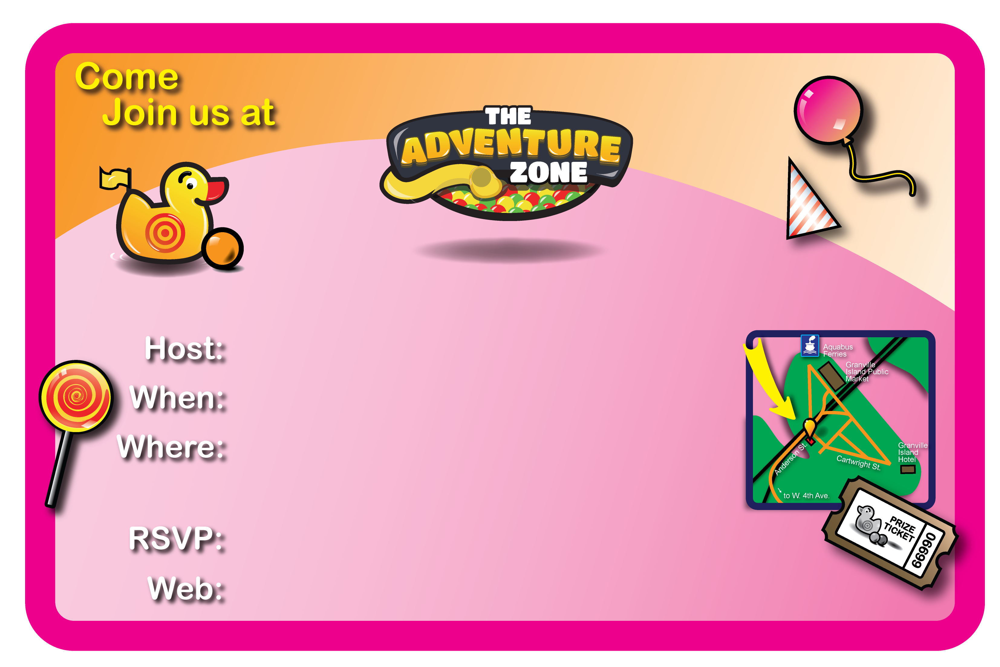 Come
Join us at
THE
ADVENTURE
ZONE
Host:
When:
Where:
RSVP:
Web:
Aquabus
Ferries
Granville
Island Public
Market
Granville
Island
Hotel
Anderson St.
Cartwright St.
to W. 4th Ave.
PRIZE
TICKET
06699